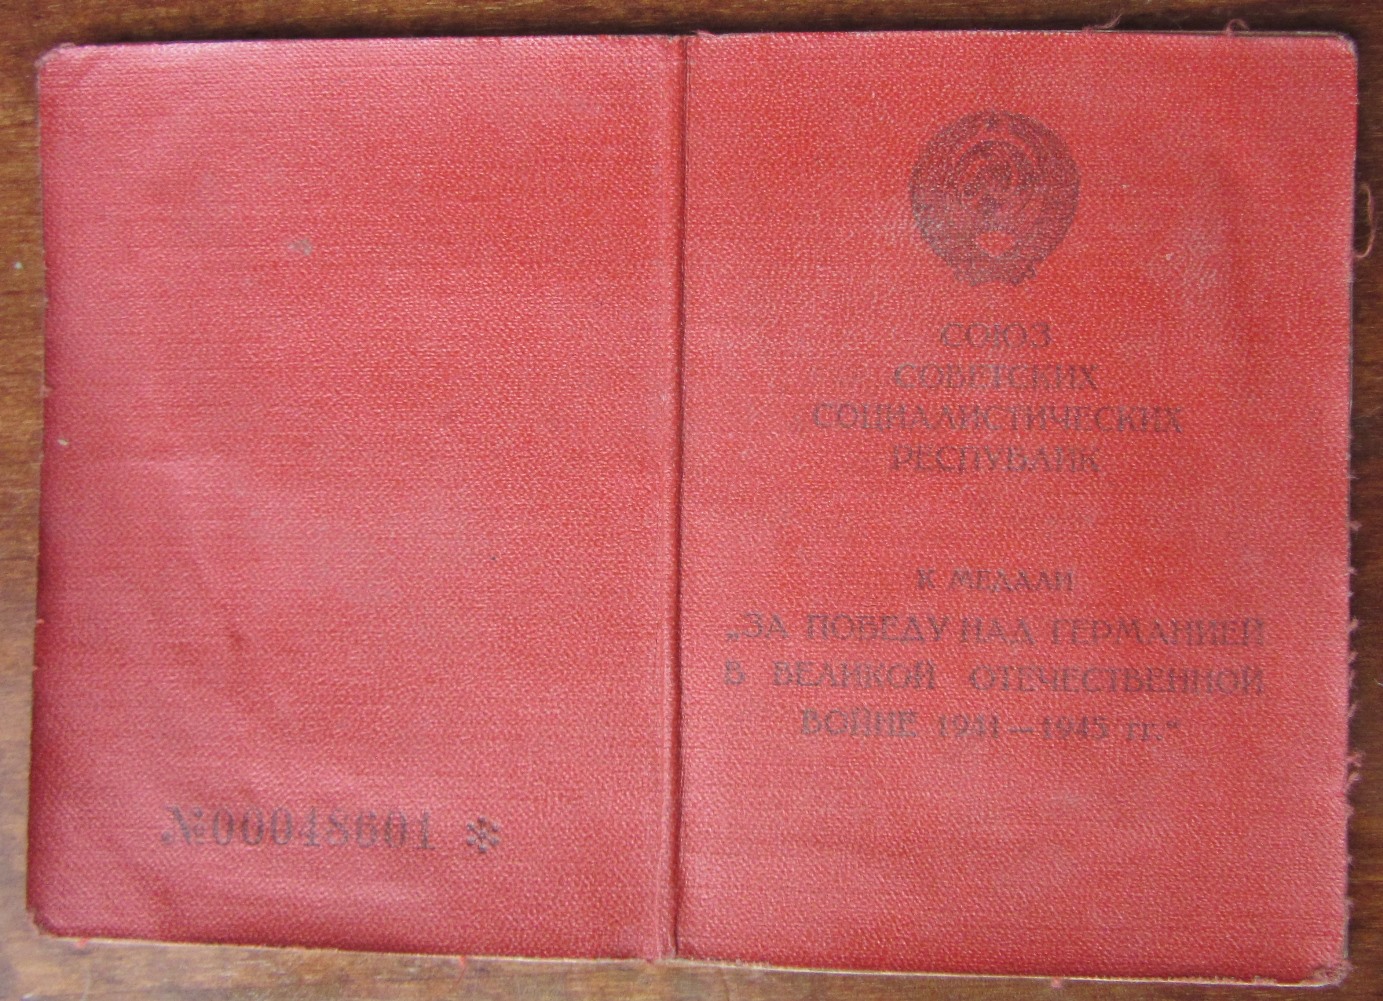 СОЮЗ
СОВЕТСКИХ
СОЦИАЛИСТИЧЕСКИХ
РЕСПУБЛИК
К МЕДАЛИ
„ЗА ПОБЕДУ НАД ГЕРМАНИЕЙ
В ВЕЛИКОЙ ОТЕЧЕСТВЕННОЙ
ВОЙНЕ 1941—1945 гг.“
№00048601 *